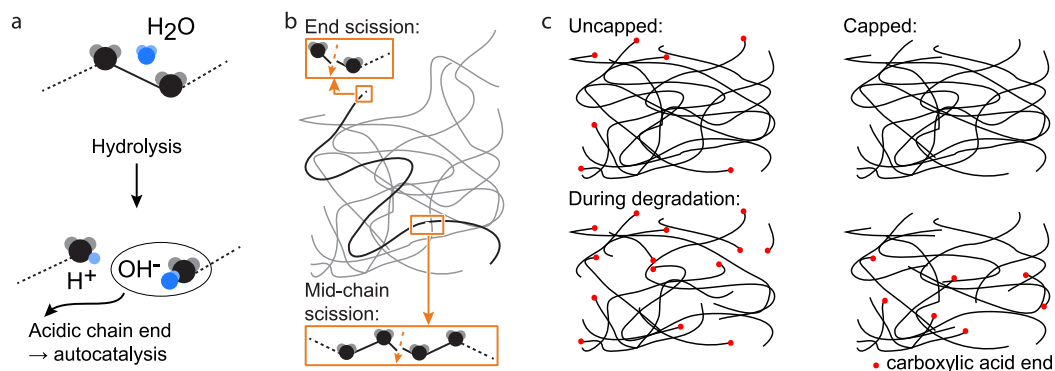 a
H2O
Hydrolysis
H+
OH-
Acidic chain end
→ autocatalysis
b
End scission:
Mid-chain
scission:
c
Uncapped:
Capped:
During degradation:
carboxylic acid end